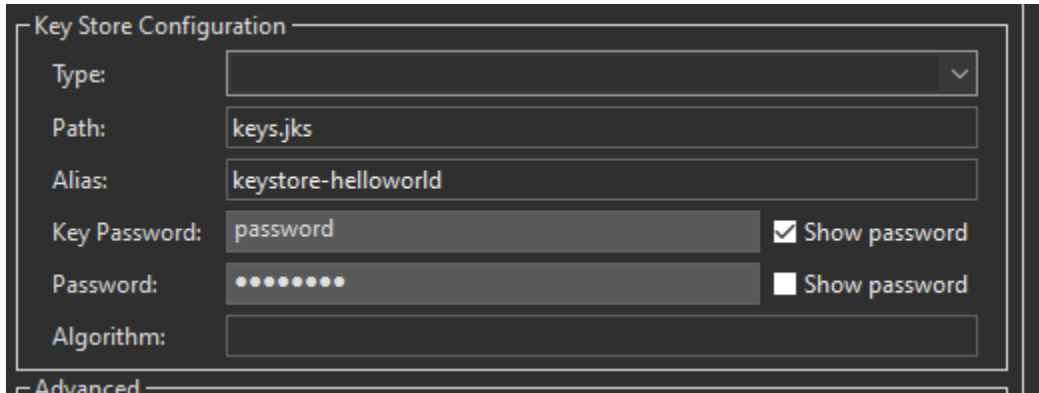 Key Store Configuration
Type:
Path: keys.jks
Alias: keystore-helloworld
Key Password: password Show password
Password: •••••••• Show password
Algorithm:
Advanced